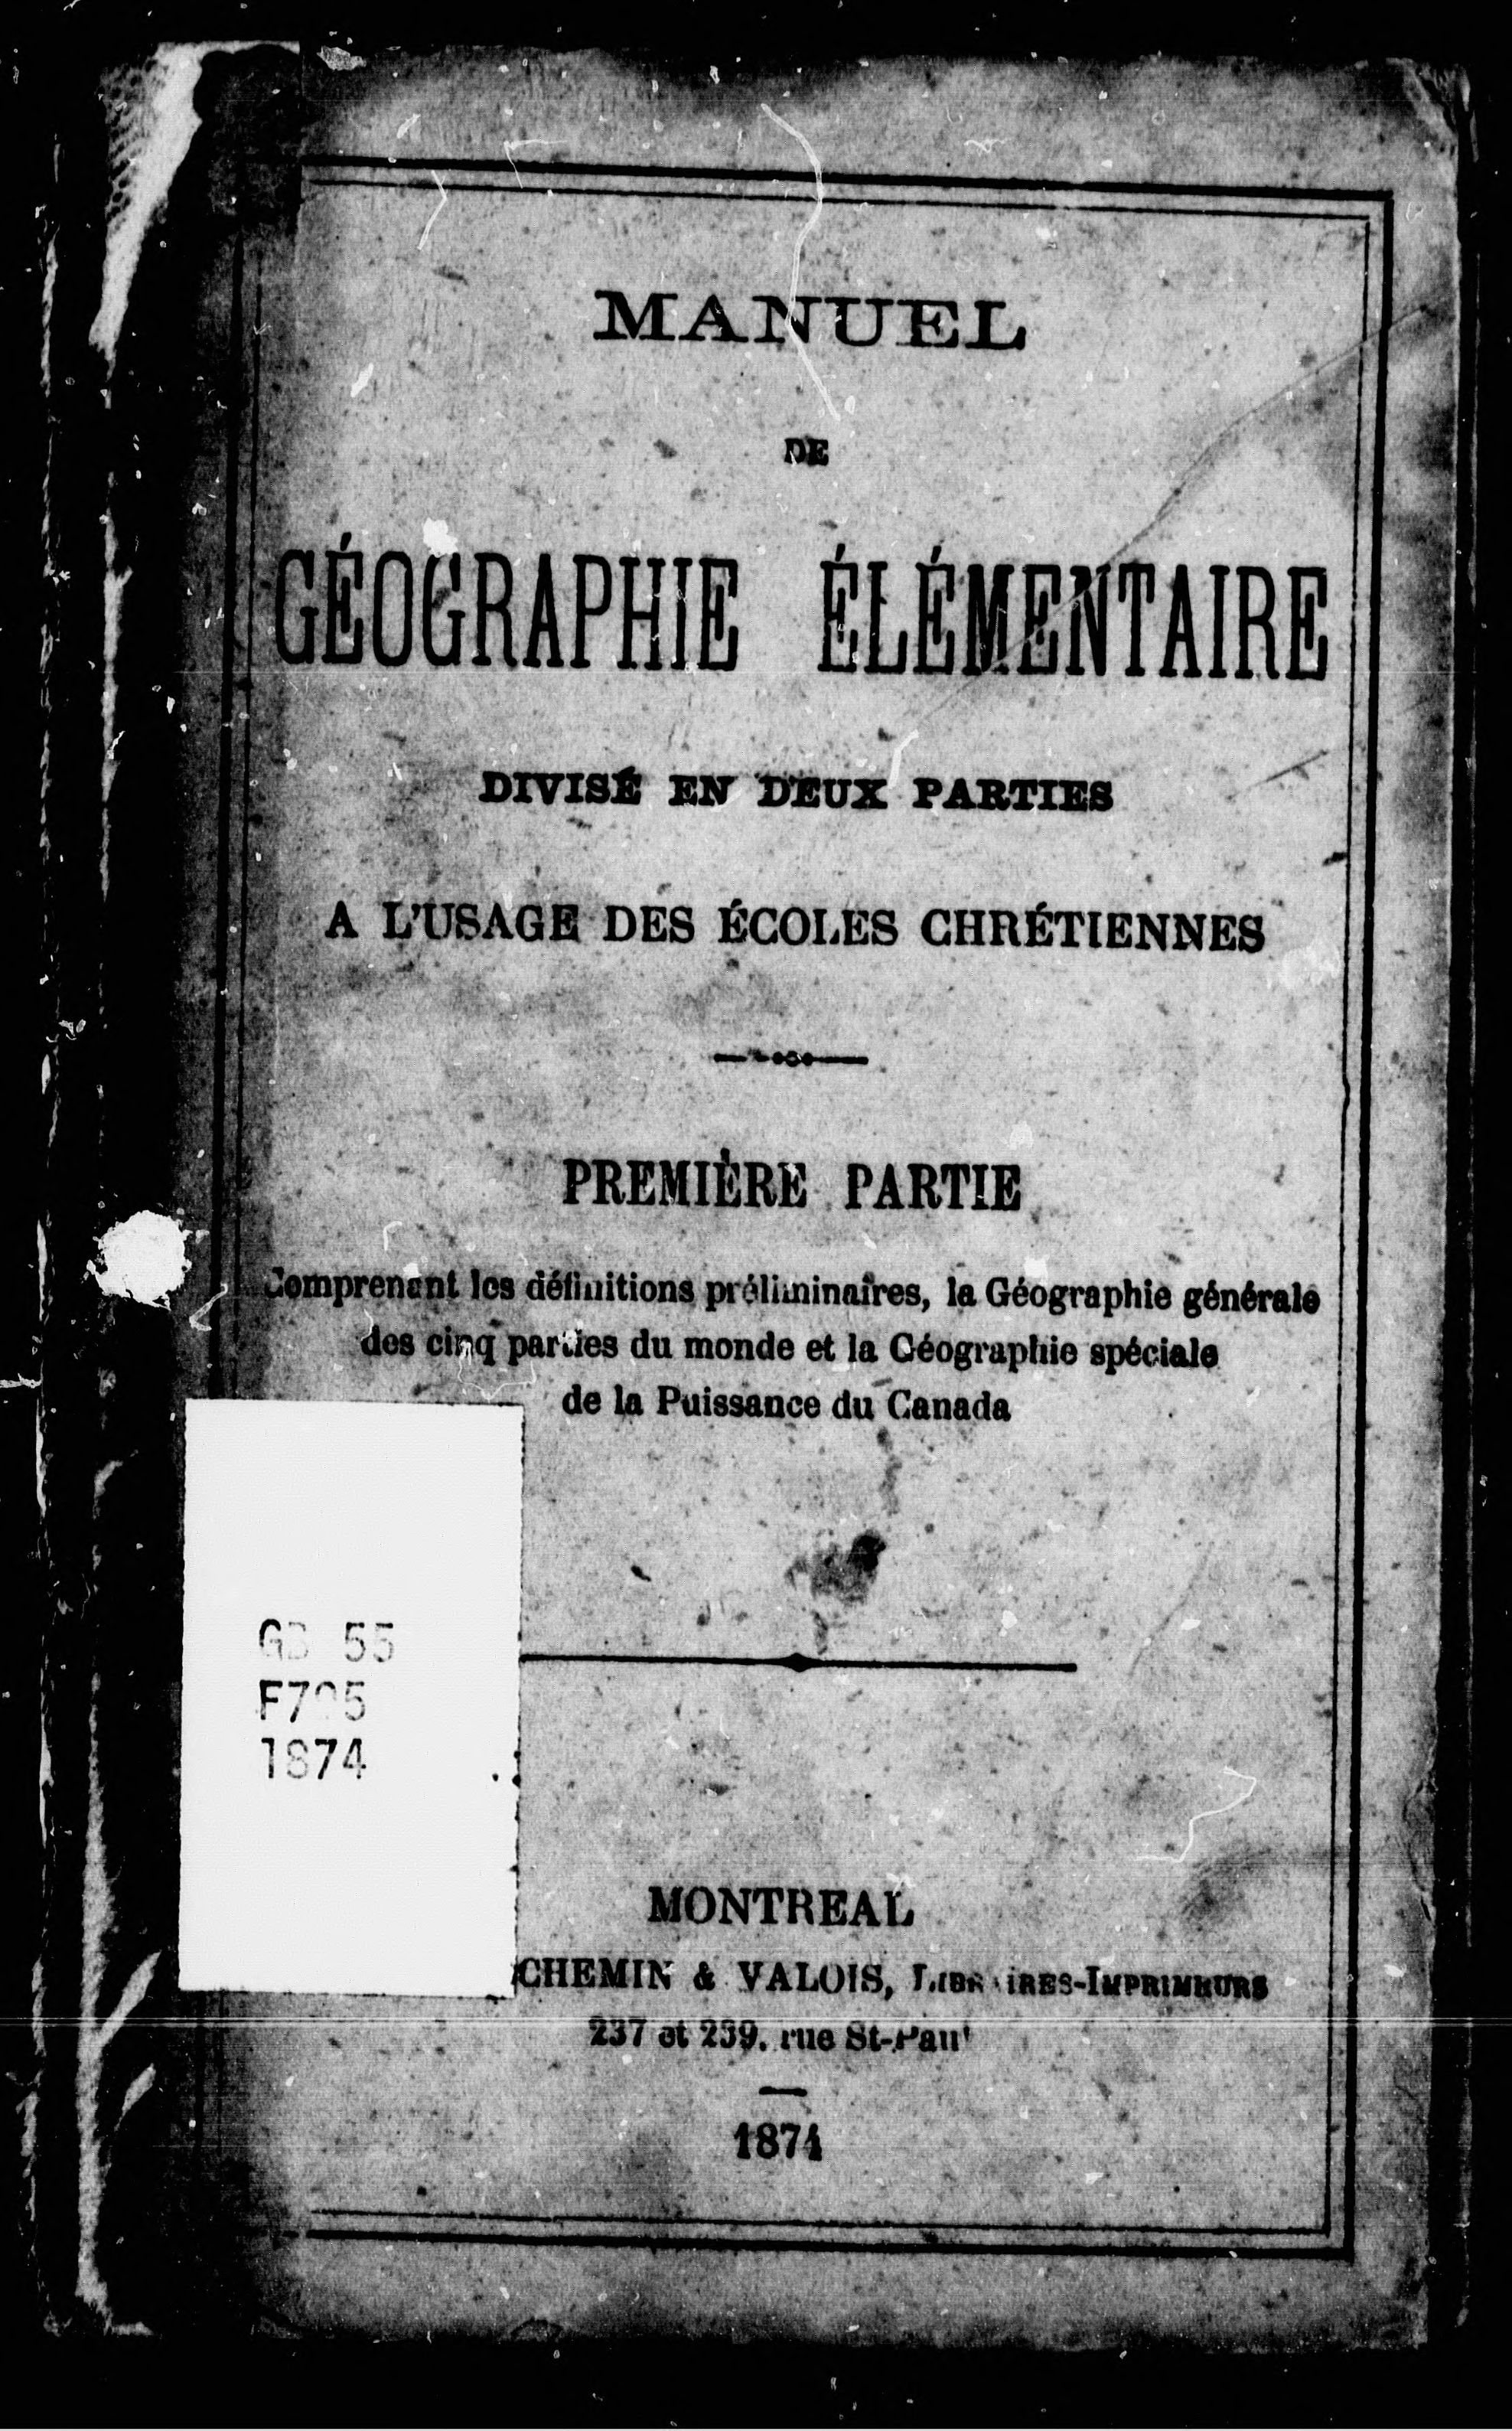 MANUEL
DE
GÉOGRAPHIE ÉLÉMENTAIRE
DIVISÉ EN DEUX PARTIES
A L'USAGE DES ÉCOLES CHRÉTIENNES
PREMIÈRE PARTIE
Comprenant les définitions préliminaires, la Géographie générale
des cinq parties du monde et la Géographie spéciale
de la Puissance du Canada
55
1874
MONTREAL
CHEMIN & VALOIS, LIBRAIRES-IMPRIMEURS
237 et 239, rue St-Paul
1874